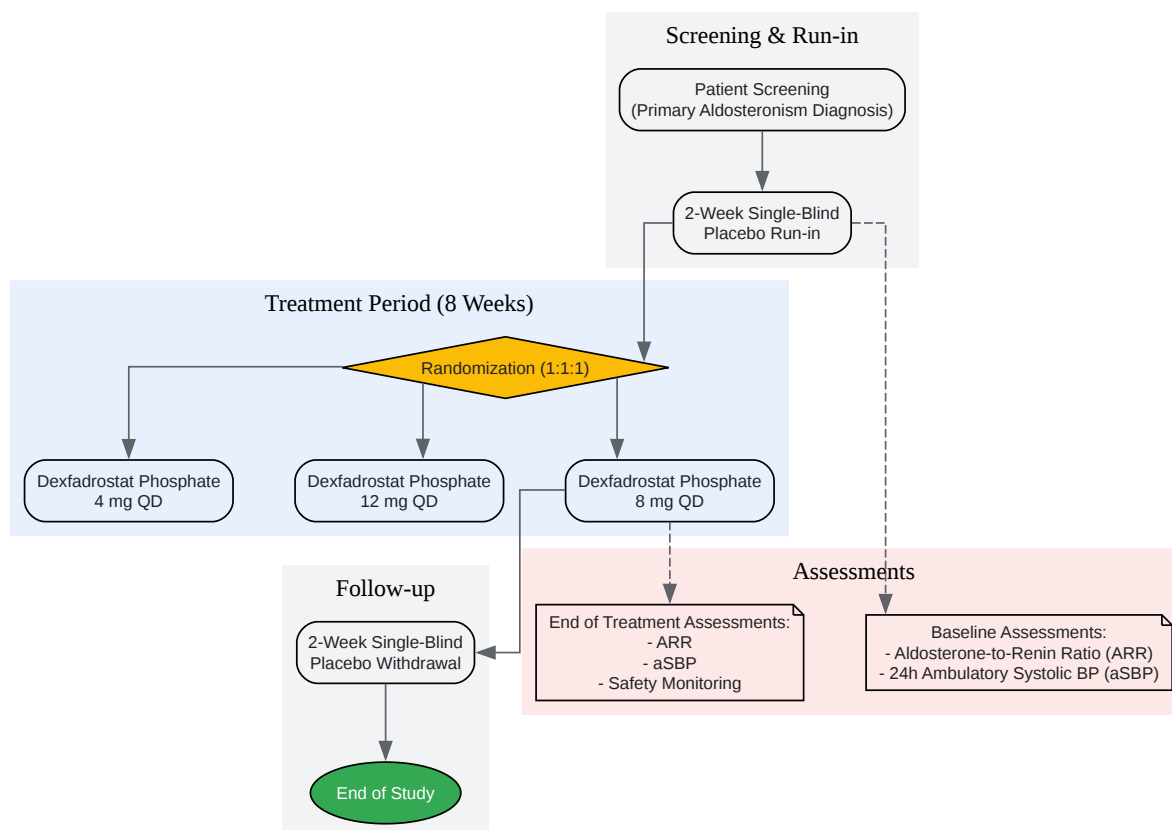 Screening & Run-in
Patient Screening
(Primary Aldosteronism Diagnosis)
2-Week Single-Blind
Placebo Run-in
Treatment Period (8 Weeks)
Randomization (1:1:1)
Dexfadrostat Phosphate
4 mg QD
Dexfadrostat Phosphate
12 mg QD
Dexfadrostat Phosphate
8 mg QD
Follow-up
2-Week Single-Blind
Placebo Withdrawal
End of Study
Assessments
End of Treatment Assessments:
- ARR
- aSBP
- Safety Monitoring
Baseline Assessments:
- Aldosterone-to-Renin Ratio (ARR)
- 24h Ambulatory Systolic BP (aSBP)